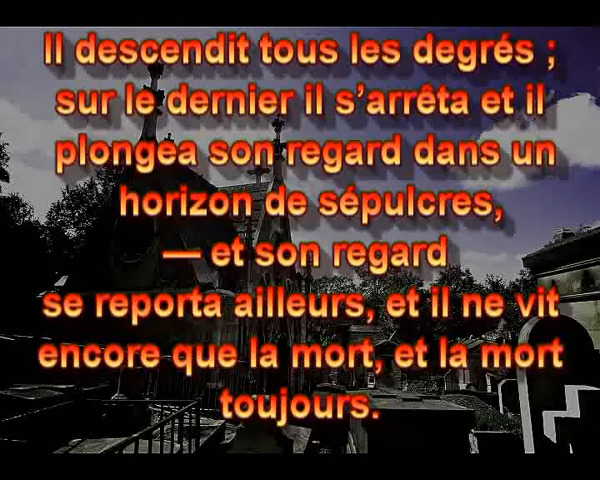 Il descendit tous les degrés ;
sur le dernier il s’arrêta et il
plongea son regard dans un
horizon de sépulcres,
— et son regard
se reporta ailleurs, et il ne vit
encore que la mort, et la mort
toujours.